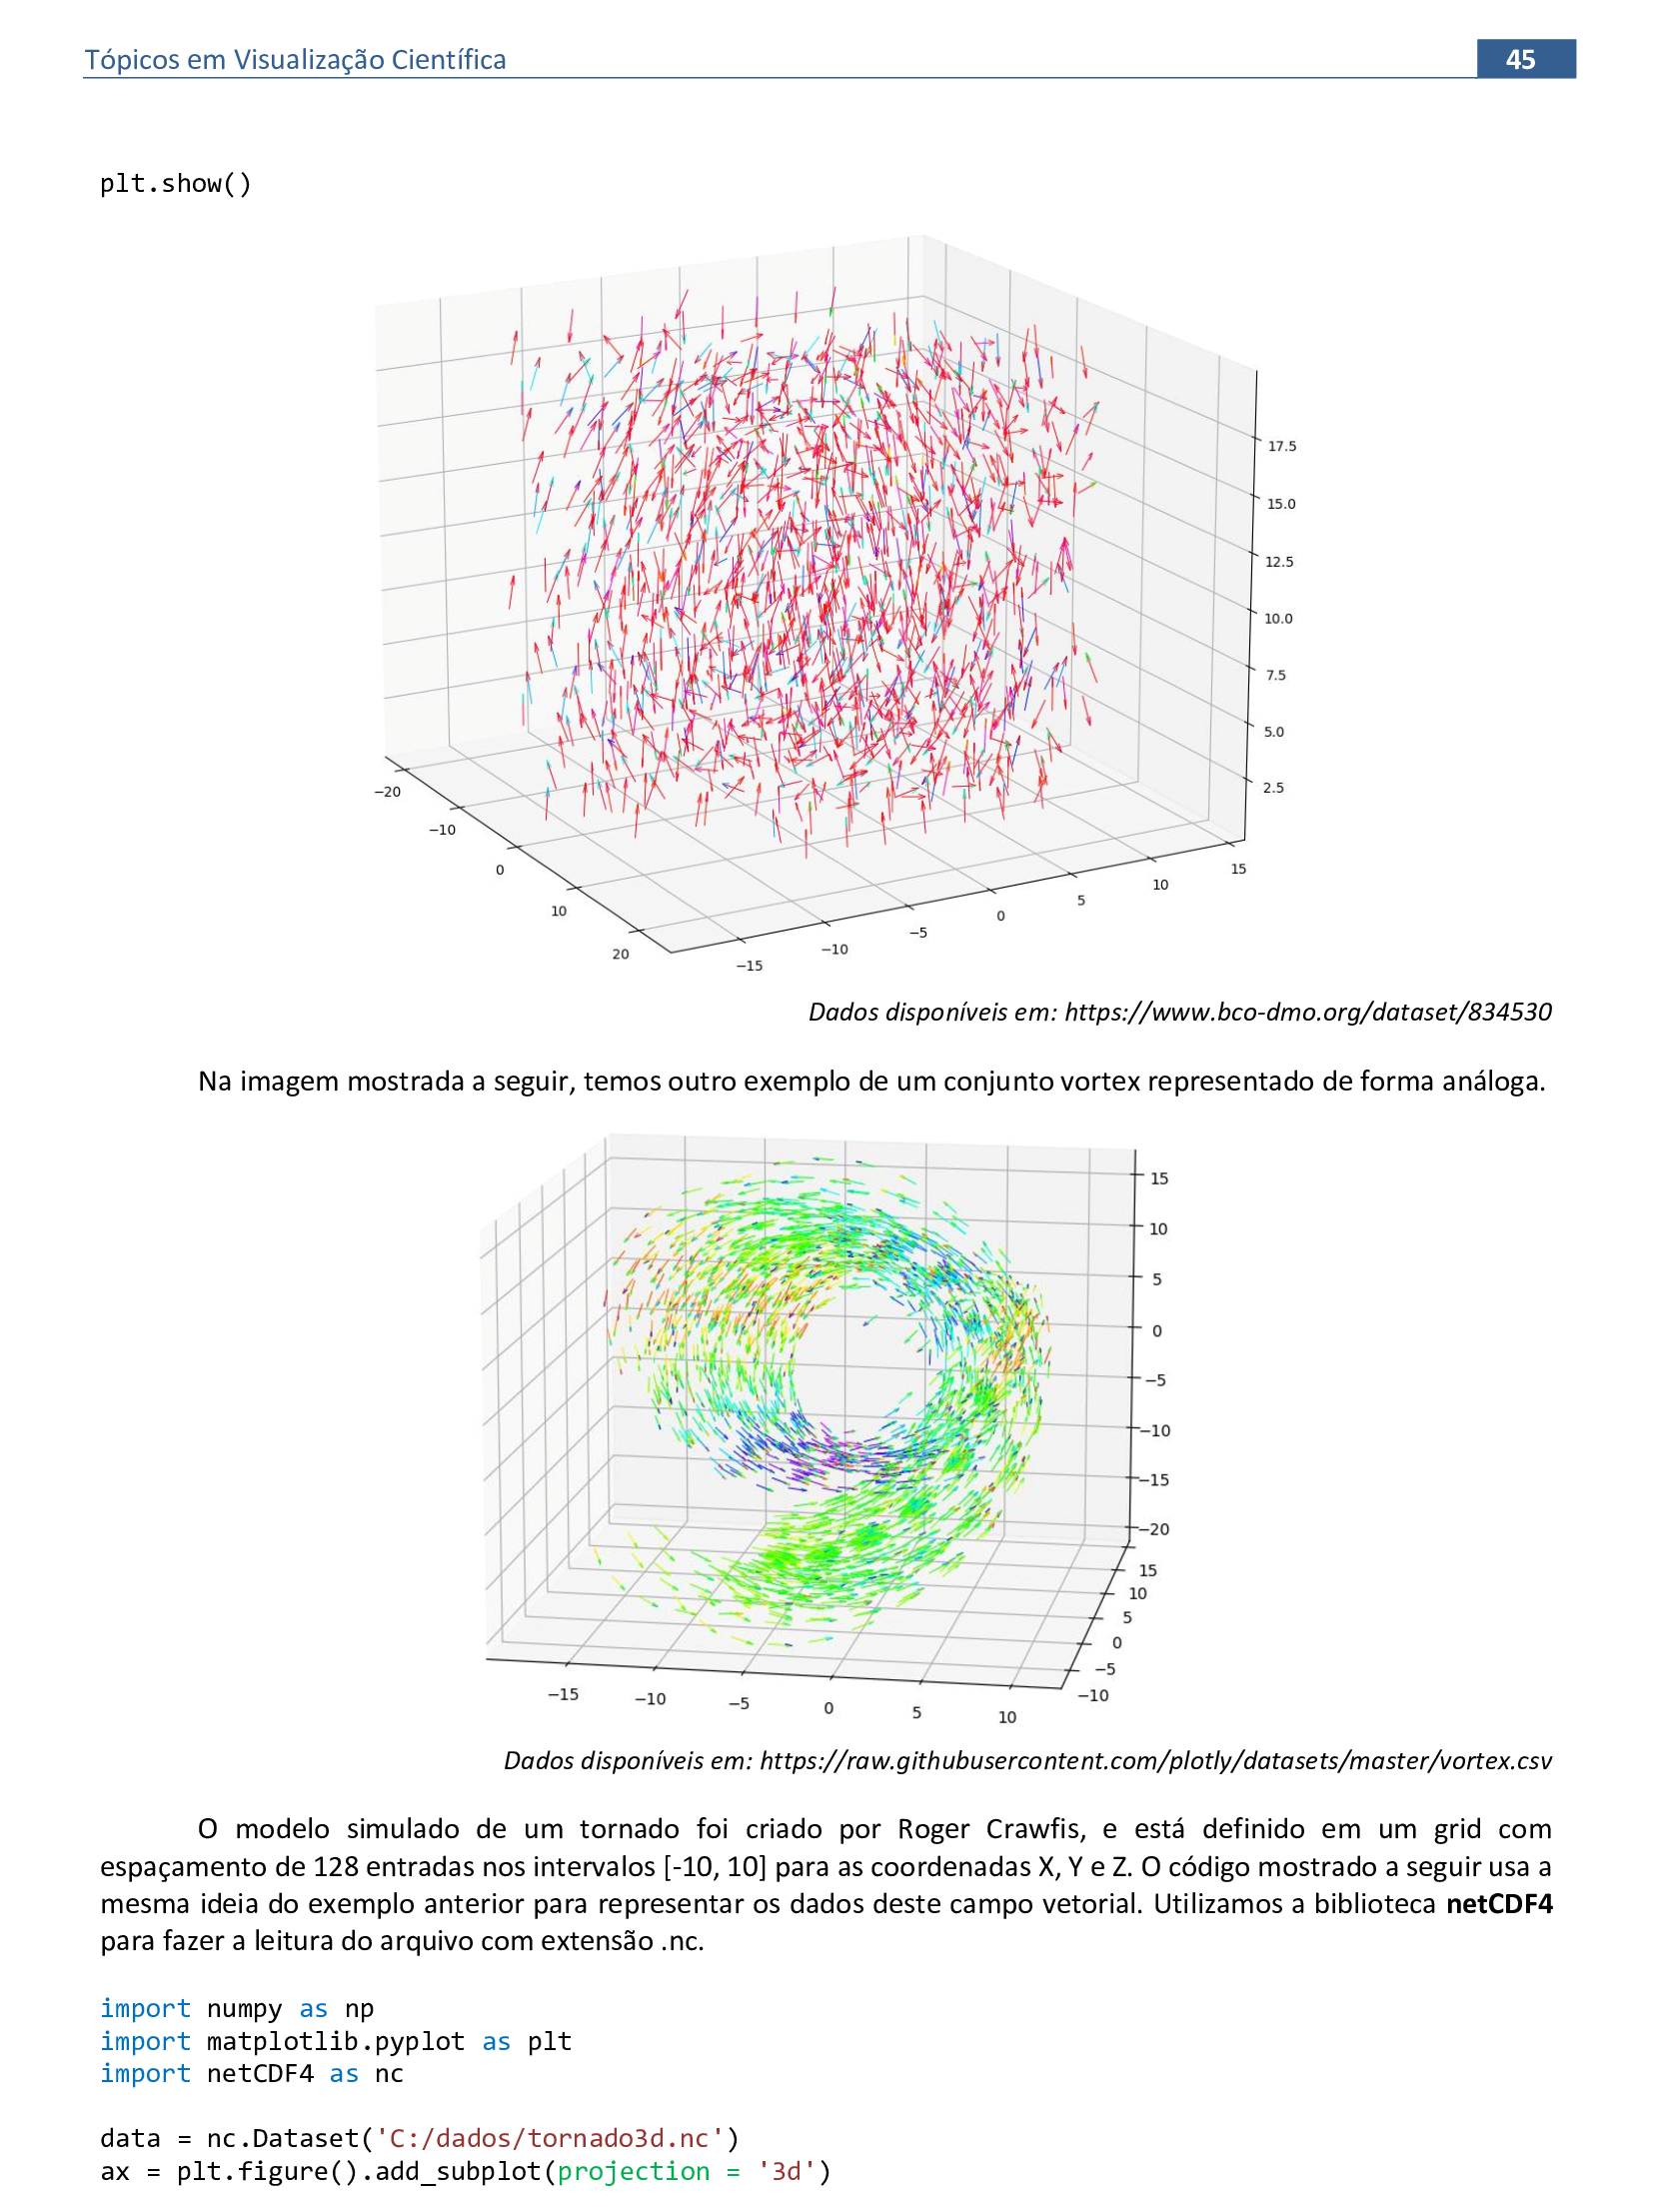 Tópicos em Visualização Científica 45
plt.show()
17.5
15.0
12.5
10.0
7.5
5.0
2.5
−20
−10
0
10
20
−15
−10
−5
0
5
10
15
Dados disponíveis em: https://www.bco-dmo.org/dataset/834530
Na imagem mostrada a seguir, temos outro exemplo de um conjunto vortex representado de forma análoga.
15
10
5
0
−5
−10
−15
−20
15
10
5
0
−5
−10
−15
−10
−5
0
5
10
Dados disponíveis em: https://raw.githubusercontent.com/plotly/datasets/master/vortex.csv
O modelo simulado de um tornado foi criado por Roger Crawfis, e está definido em um grid com
espaçamento de 128 entradas nos intervalos [-10, 10] para as coordenadas X, Y e Z. O código mostrado a seguir usa a
mesma ideia do exemplo anterior para representar os dados deste campo vetorial. Utilizamos a biblioteca netCDF4
para fazer a leitura do arquivo com extensão .nc.
import numpy as np
import matplotlib.pyplot as plt
import netCDF4 as nc
data = nc.Dataset('C:/dados/tornado3d.nc')
ax = plt.figure().add_subplot(projection = '3d')